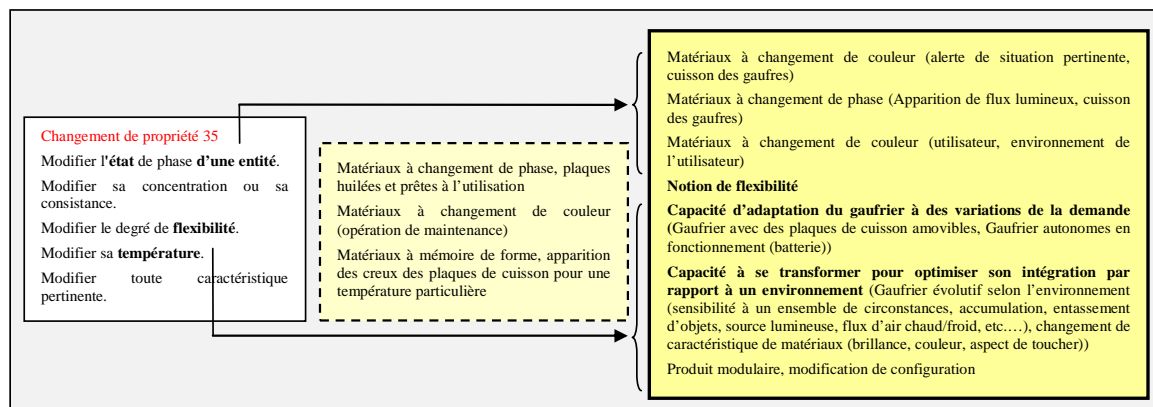 Changement de propriété 35
Modifier l'état de phase d'une entité.
Modifier sa concentration ou sa
consistance.
Modifier le degré de flexibilité.
Modifier sa température.
Modifier toute caractéristique
pertinente.
Matériaux à changement de phase, plaques
huilées et prêtes à l'utilisation
Matériaux à changement de couleur
(opération de maintenance)
Matériaux à mémoire de forme, apparition
des creux des plaques de cuisson pour une
température particulière
Matériaux à changement de couleur (alerte de situation pertinente,
cuisson des gaufres)
Matériaux à changement de phase (Apparition de flux lumineux, cuisson
des gaufres)
Matériaux à changement de couleur (utilisateur, environnement de
l'utilisateur)
Notion de flexibilité
Capacité d'adaptation du gaufrier à des variations de la demande
(Gaufrier avec des plaques de cuisson amovibles, Gaufrier autonomes en
fonctionnement (batterie))
Capacité à se transformer pour optimiser son intégration par
rapport à un environnement (Gaufrier évolutif selon l'environnement
(sensibilité à un ensemble de circonstances, accumulation, entassement
d'objets, source lumineuse, flux d'air chaud/froid, etc.…), changement de
caractéristique de matériaux (brillance, couleur, aspect de toucher))
Produit modulaire, modification de configuration